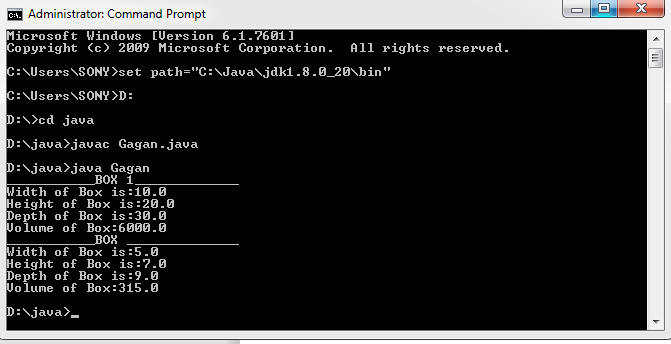 Administrator: Command Prompt
Microsoft Windows [Version 6.1.7601]
Copyright (c) 2009 Microsoft Corporation.  All rights reserved.
C:\Users\SONY>set path="C:\Java\jdk1.8.0_20\bin"
C:\Users\SONY>D:
D:\>cd java
D:\java>javac Gagan.java
D:\java>java Gagan
___________BOX 1_____________
Width of Box is:10.0
Height of Box is:20.0
Depth of Box is:30.0
Volume of Box:6000.0
___________BOX ______________
Width of Box is:5.0
Height of Box is:7.0
Depth of Box is:9.0
Volume of Box:315.0
D:\java>_